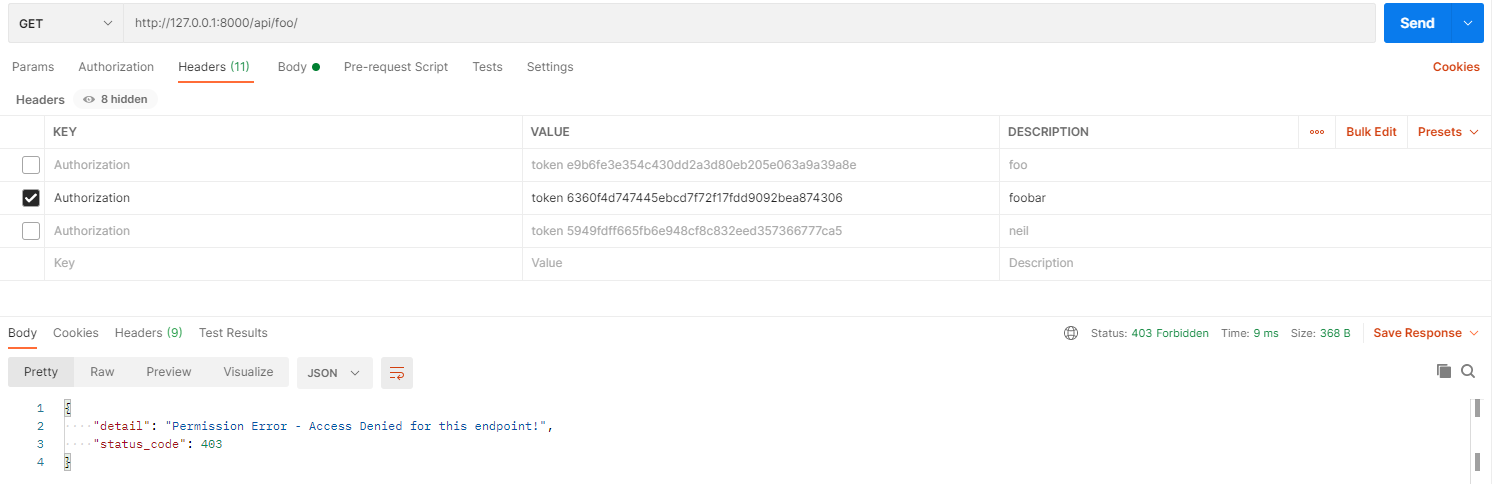 GET http://127.0.0.1:8000/api/foo/ Send
Params Authorization Headers (11) Body Pre-request Script Tests Settings Cookies
Headers 8 hidden
KEY VALUE DESCRIPTION Bulk Edit Presets
Authorization token e9b6fe3e354c430dd2a3d80eb205e063a9a39a8e foo
Authorization token 6360f4d747445ebcd7f72f17fdd9092bea874306 foobar
Authorization token 5949fdff665fb6e948cf8c832eed357366777ca5 neil
Key Value Description
Body Cookies Headers (9) Test Results Status: 403 Forbidden Time: 9 ms Size: 368 B Save Response
Pretty Raw Preview Visualize JSON
1 {
2 "detail": "Permission Error - Access Denied for this endpoint!",
3 "status_code": 403
4 }